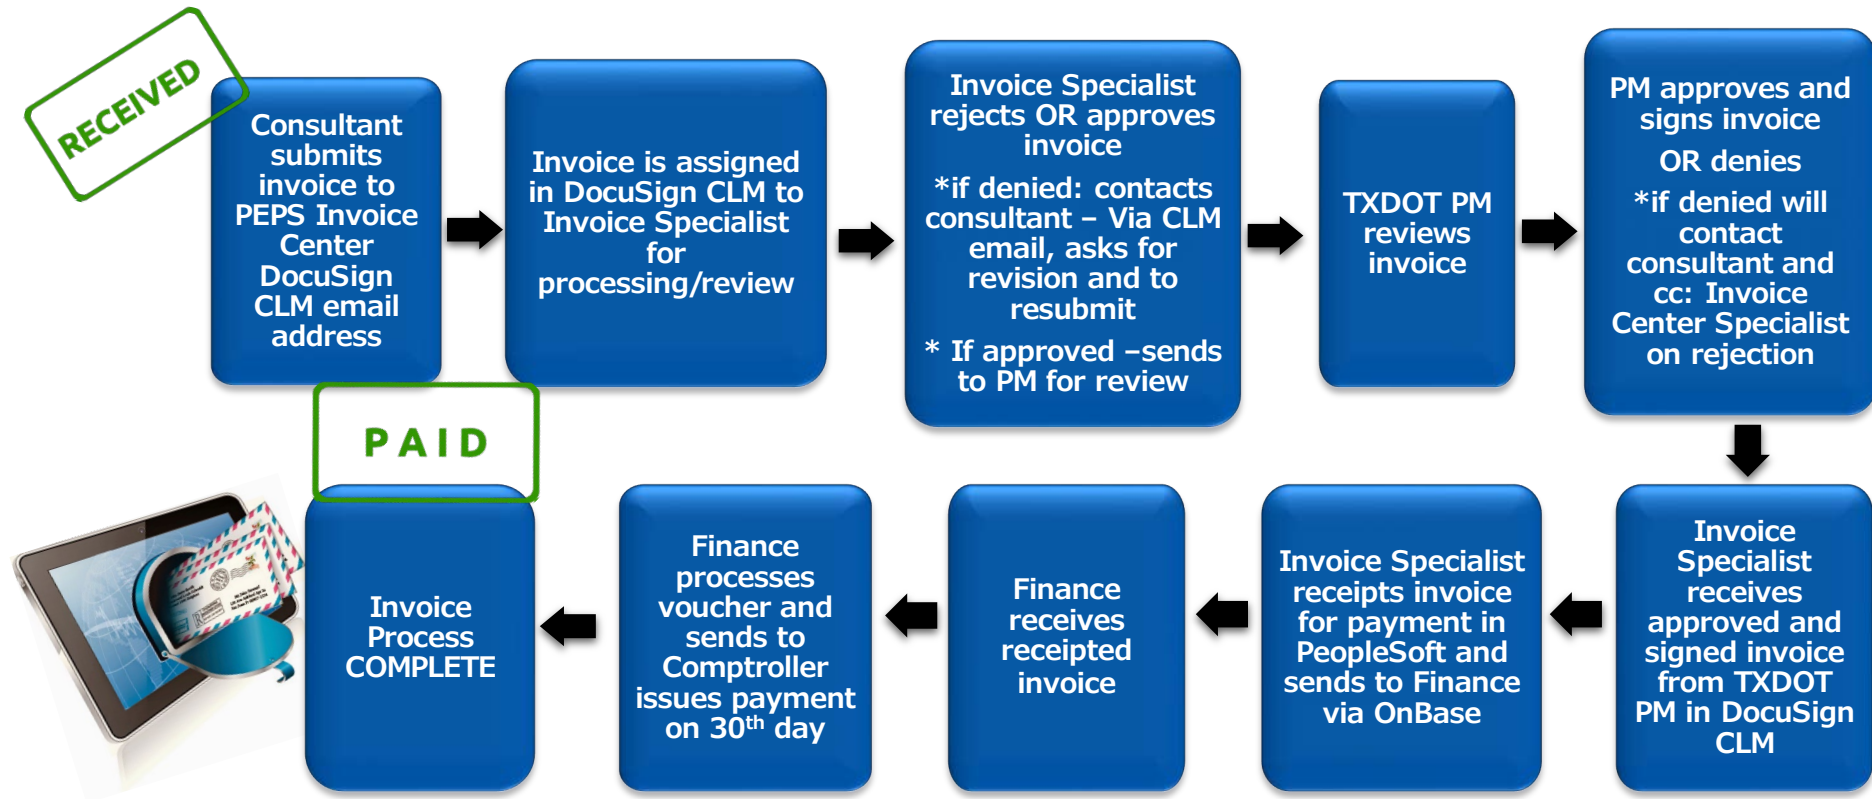 RECEIVED
Consultant
submits
invoice to
PEPS Invoice
Center
DocuSign
CLM email
address
Invoice is assigned
in DocuSign CLM to
Invoice Specialist
for
processing/review
Invoice Specialist
rejects OR approves
invoice
*if denied: contacts
consultant – Via CLM
email, asks for
revision and to
resubmit
* If approved –sends
to PM for review
TXDOT PM
reviews
invoice
PM approves and
signs invoice
OR denies
*if denied will
contact
consultant and
cc: Invoice
Center Specialist
on rejection
Invoice
Specialist
receives
approved and
signed invoice
from TXDOT
PM in DocuSign
CLM
Invoice Specialist
receipts invoice
for payment in
PeopleSoft and
sends to Finance
via OnBase
Finance
receives
receipted
invoice
Finance
processes
voucher and
sends to
Comptroller
issues payment
on 30th day
PAID
Invoice
Process
COMPLETE